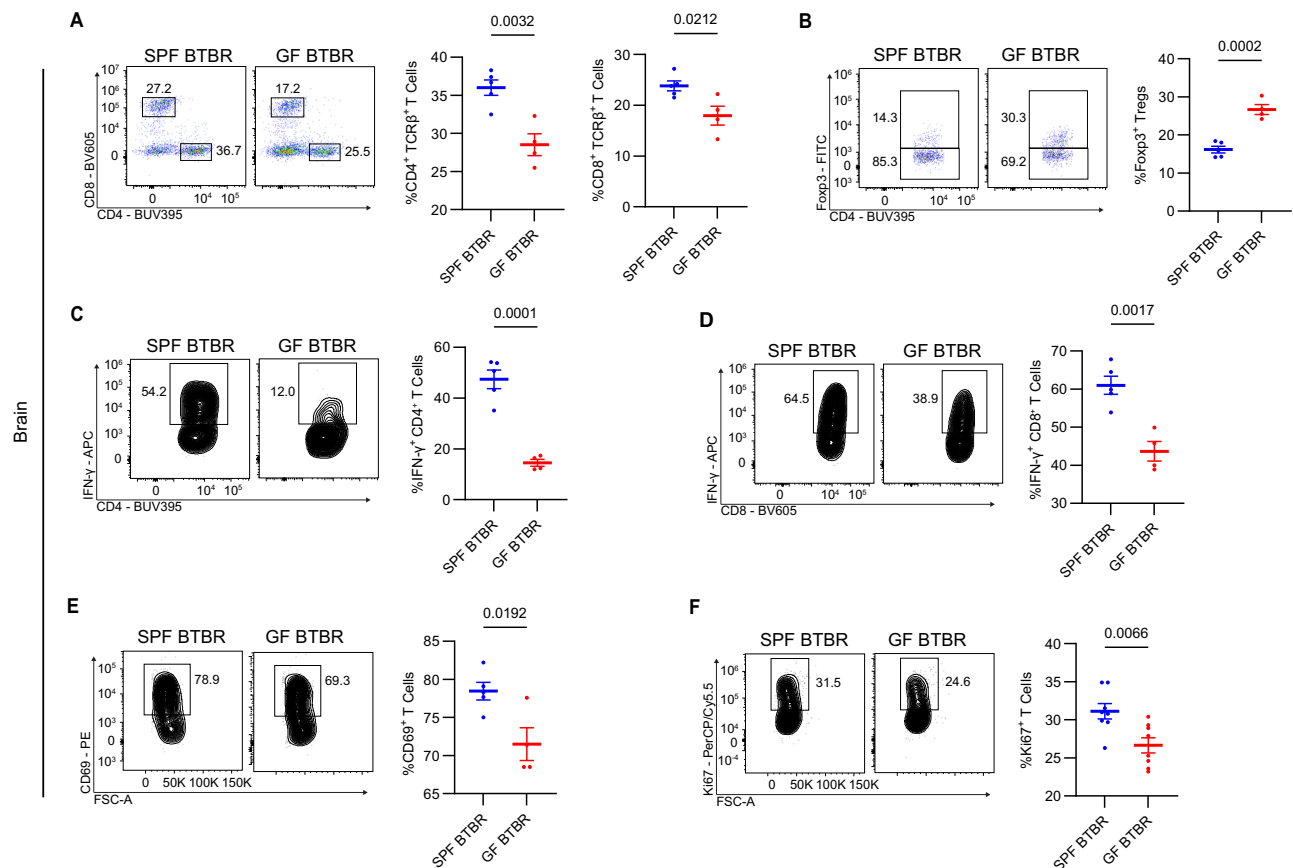 Brain
A
SPF BTBR
GF BTBR
27.2
36.7
17.2
25.5
10⁷
10⁶
10⁵
10⁴
0
0
10⁴ 10⁵
CD8 - BV605
CD4 - BUV395
0.0032
%CD4⁺ TCRβ⁺ T Cells
40
35
30
25
20
SPF BTBR
GF BTBR
0.0212
%CD8⁺ TCRβ⁺ T Cells
30
20
10
0
SPF BTBR
GF BTBR
B
SPF BTBR
GF BTBR
14.3
85.3
30.3
69.2
10⁶
10⁵
10⁴
0
10³
0
10⁴ 10⁵
Foxp3 - FITC
CD4 - BUV395
0.0002
%Foxp3⁺ Tregs
40
30
20
10
0
SPF BTBR
GF BTBR
C
SPF BTBR
GF BTBR
54.2
12.0
10⁶
10⁵
10⁴
10³
0
0
10⁴ 10⁵
IFN-γ - APC
CD4 - BUV395
0.0001
%IFN-γ⁺ CD4⁺ T Cells
60
40
20
0
SPF BTBR
GF BTBR
D
SPF BTBR
GF BTBR
64.5
38.9
10⁶
10⁵
10⁴
10³
0
0
10⁴ 10⁵
IFN-γ - APC
CD8 - BV605
0.0017
%IFN-γ⁺ CD8⁺ T Cells
70
60
50
40
30
SPF BTBR
GF BTBR
E
SPF BTBR
GF BTBR
78.9
69.3
10⁵
10⁴
10³
0
10³
0 50K 100K 150K
CD69 - PE
FSC-A
0.0192
%CD69⁺ T Cells
85
80
75
70
65
SPF BTBR
GF BTBR
F
SPF BTBR
GF BTBR
31.5
24.6
10⁶
10⁵
10⁴
0
10⁻⁴
0 50K 100K 150K
Ki67 - PerCP/Cy5.5
FSC-A
0.0066
%Ki67⁺ T Cells
40
35
30
25
20
SPF BTBR
GF BTBR